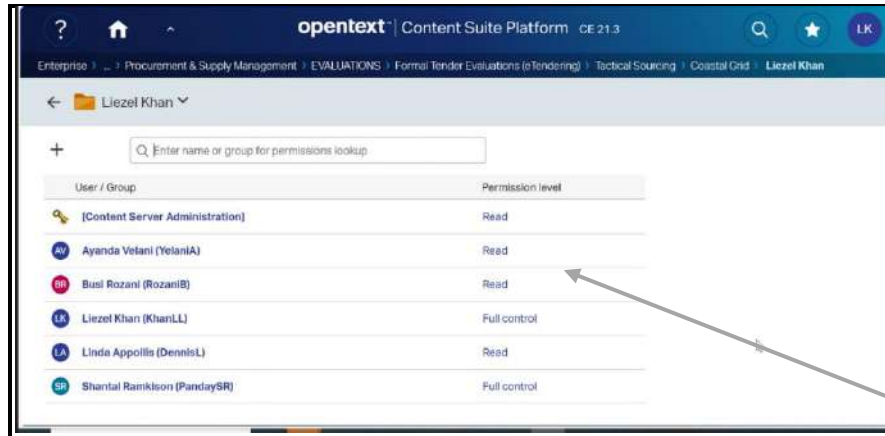 ?
opentext™ | Content Suite Platform CE 21.3
LK
Enterprise > ... > Procurement & Supply Management > EVALUATIONS > Formal Tender Evaluations (eTendering) > Tactical Sourcing > Coastal Grid > Liezel Khan
Liezel Khan
Enter name or group for permissions lookup
User / Group Permission level
[Content Server Administration] Read
AV Ayanda Velani (YelaniA) Read
BR Busi Rozani (RozaniB) Read
LK Liezel Khan (KhanLL) Full control
LA Linda Appollis (DennisL) Read
SR Shantal Ramkison (PandaySR) Full control